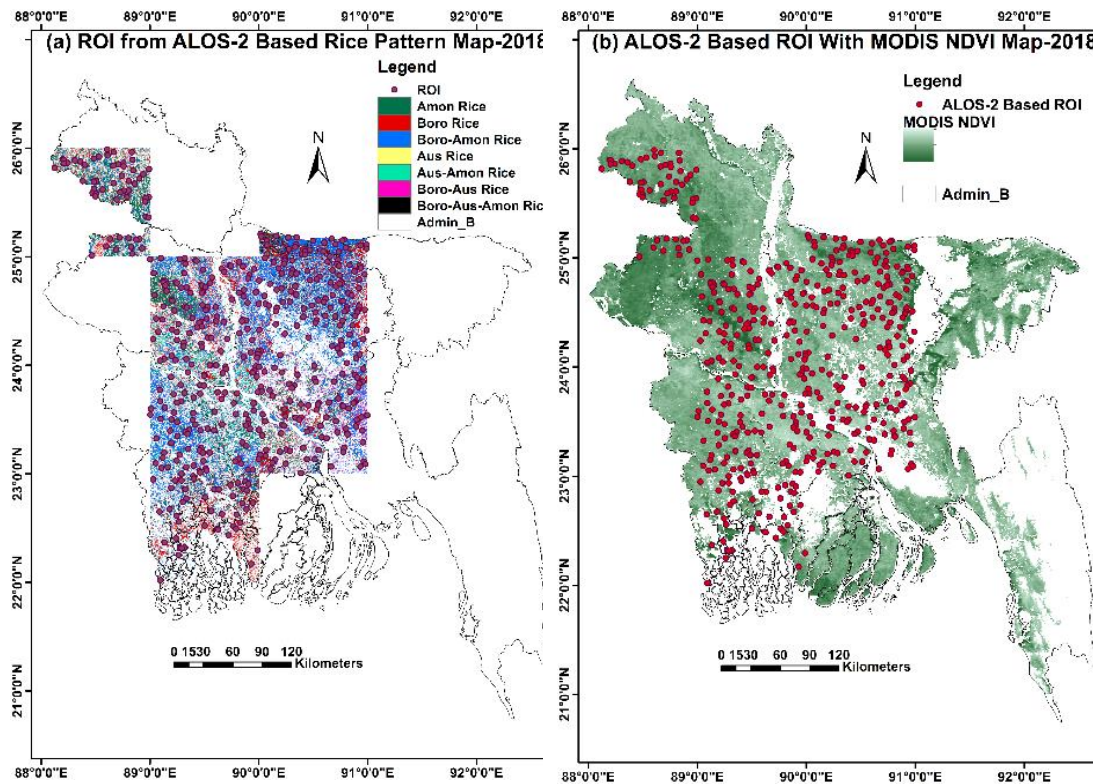 88°0'0"E 89°0'0"E 90°0'0"E 91°0'0"E 92°0'0"E
(a) ROI from ALOS-2 Based Rice Pattern Map-2018
Legend
ROI
Amon Rice
Boro Rice
Boro-Amon Rice
Aus Rice
Aus-Amon Rice
Boro-Aus Rice
Boro-Aus-Amon Ric
Admin_B
N
26°0'0"N
25°0'0"N
24°0'0"N
23°0'0"N
22°0'0"N
21°0'0"N
0 1530 60 90 120
Kilometers
88°0'0"E 89°0'0"E 90°0'0"E 91°0'0"E 92°0'0"E
88°0'0"E 89°0'0"E 90°0'0"E 91°0'0"E 92°0'0"E
(b) ALOS-2 Based ROI With MODIS NDVI Map-2018
Legend
ALOS-2 Based ROI
MODIS NDVI
Admin_B
N
26°0'0"N
25°0'0"N
24°0'0"N
23°0'0"N
22°0'0"N
21°0'0"N
0 1530 60 90 120
Kilometers
88°0'0"E 89°0'0"E 90°0'0"E 91°0'0"E 92°0'0"E